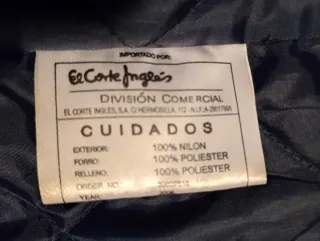 IMPORTADO POR:
El Corte Inglés
DIVISIÓN COMERCIAL
EL CORTE INGLES, S.A. C/ HERMOSILLA, 112 - N.I.F./A-28017895
CUIDADOS
EXTERIOR: 100% NILON
FORRO: 100% POLIESTER
RELLENO: 100% POLIESTER
ORDER NO
YEAR: